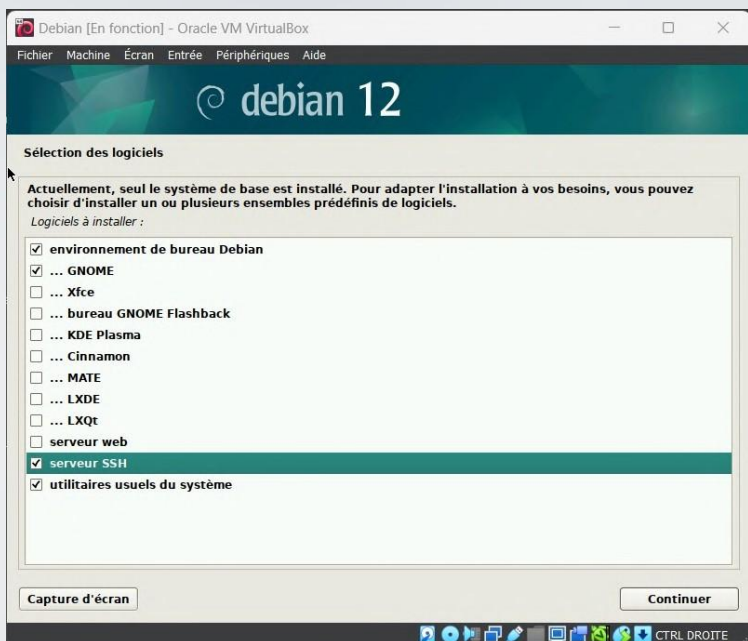 Debian [En fonction] - Oracle VM VirtualBox
Fichier Machine Écran Entrée Périphériques Aide
debian 12
Sélection des logiciels
Actuellement, seul le système de base est installé. Pour adapter l'installation à vos besoins, vous pouvez
choisir d'installer un ou plusieurs ensembles prédéfinis de logiciels.
Logiciels à installer :
environnement de bureau Debian
... GNOME
... Xfce
... bureau GNOME Flashback
... KDE Plasma
... Cinnamon
... MATE
... LXDE
... LXQt
serveur web
serveur SSH
utilitaires usuels du système
Capture d'écran
Continuer
CTRL DROITE